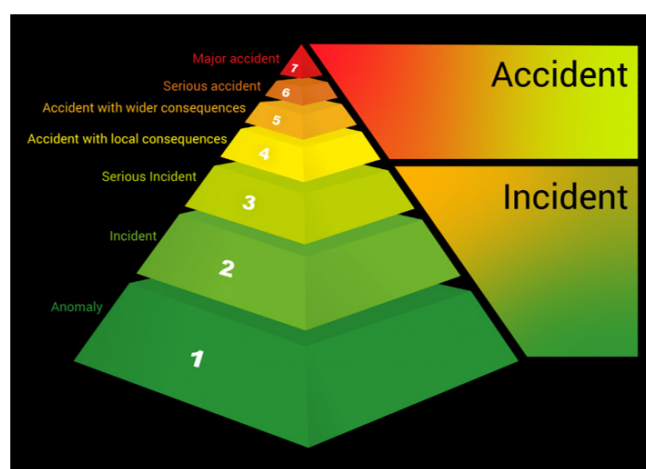 Major accident
7
Accident
Serious accident
6
Accident with wider consequences
5
Accident with local consequences
4
Serious Incident
3
Incident
Incident
2
Anomaly
1